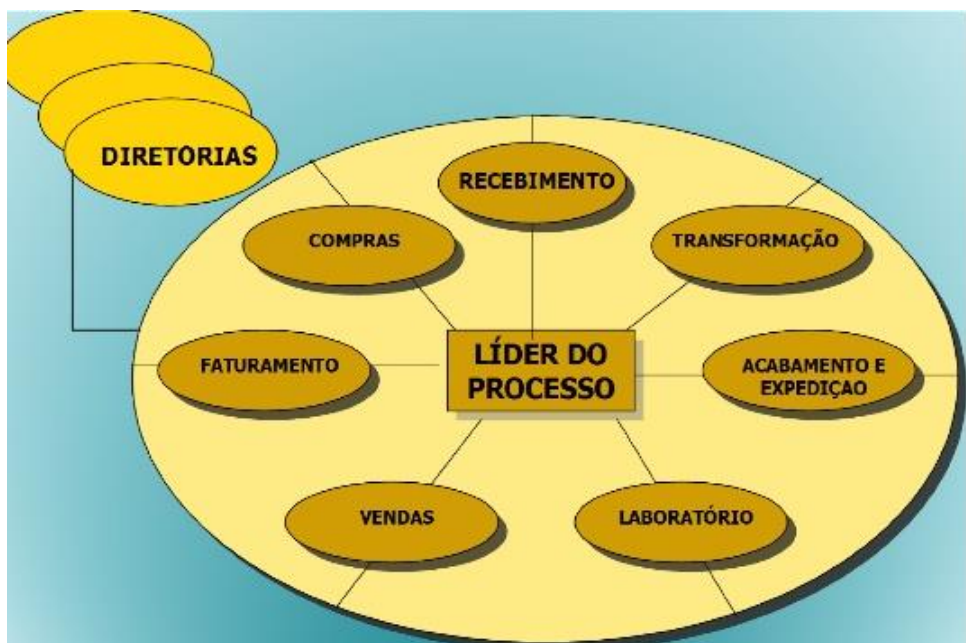 DIRETORIAS
RECEBIMENTO
COMPRAS
TRANSFORMAÇÃO
FATURAMENTO
LÍDER DO
PROCESSO
ACABAMENTO E
EXPEDIÇAO
VENDAS
LABORATÓRIO